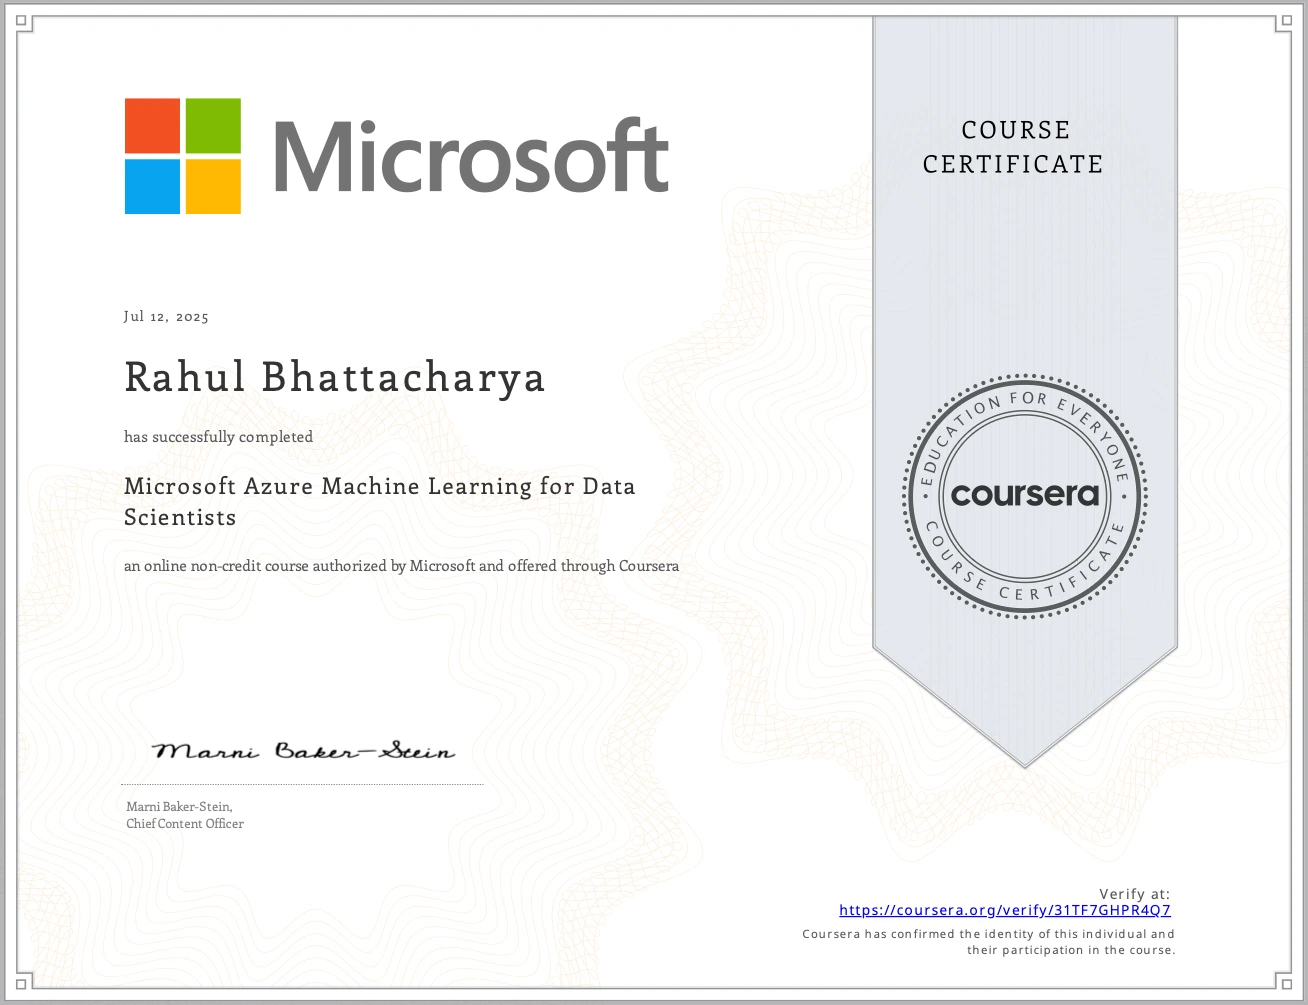 Microsoft
COURSE
CERTIFICATE
Jul 12, 2025
Rahul Bhattacharya
has successfully completed
Microsoft Azure Machine Learning for Data
Scientists
an online non-credit course authorized by Microsoft and offered through Coursera
EDUCATION FOR EVERYONE
coursera
COURSE CERTIFICATE
Marni Baker-Stein
Marni Baker-Stein,
Chief Content Officer
Verify at:
https://coursera.org/verify/31TF7GHPR4Q7
Coursera has confirmed the identity of this individual and
their participation in the course.